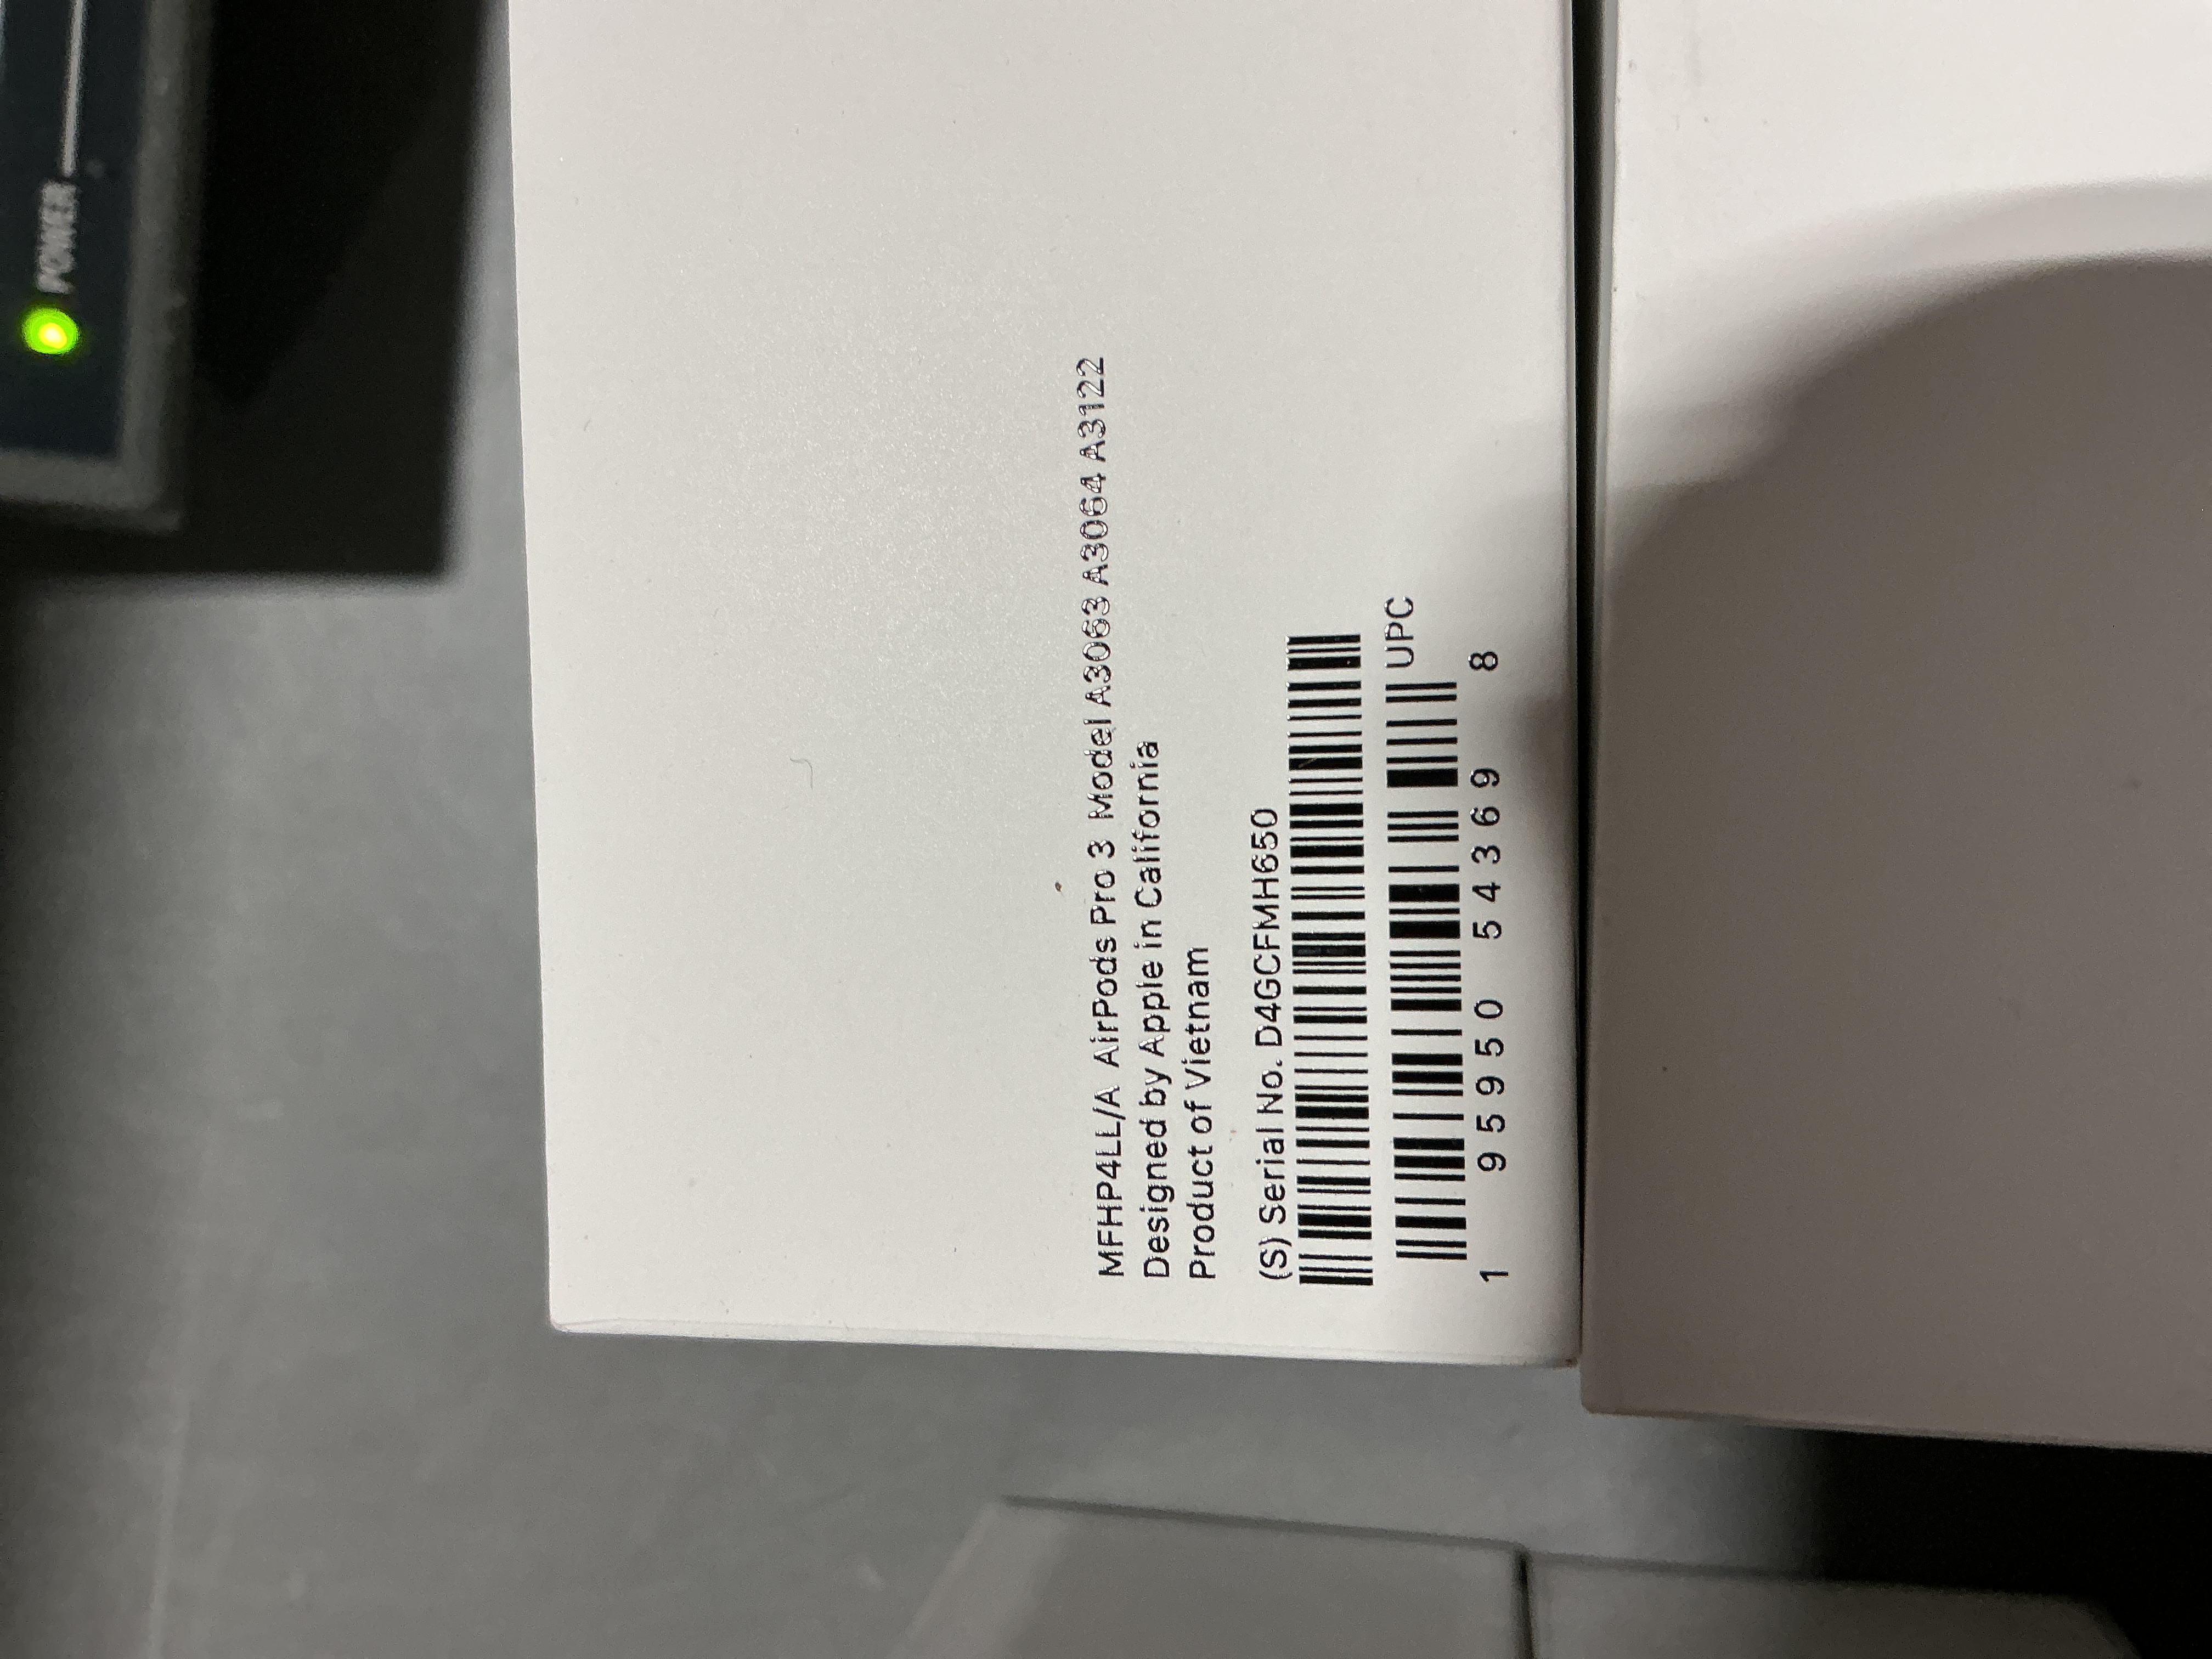 POWER
MFHP4LL/A AirPods Pro 3 Model A3063 A3064 A3122
Designed by Apple in California
Product of Vietnam
(S) Serial No. D4GCFMH650
UPC
1 95950 54369 8